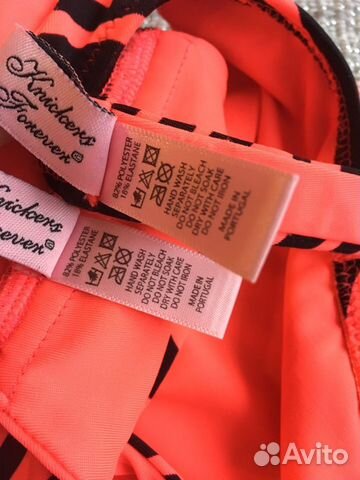 Knickers
Forever®
82% POLYESTER
18% ELASTANE
HAND WASH
SEPARATELY
DO NOT BLEACH
DO NOT SOAK
DRY WITH CARE
DO NOT IRON
MADE IN
PORTUGAL
Knickers
Forever®
82% POLYESTER
18% ELASTANE
HAND WASH
SEPARATELY
DO NOT BLEACH
DO NOT SOAK
DRY WITH CARE
DO NOT IRON
MADE IN
PORTUGAL
Avito